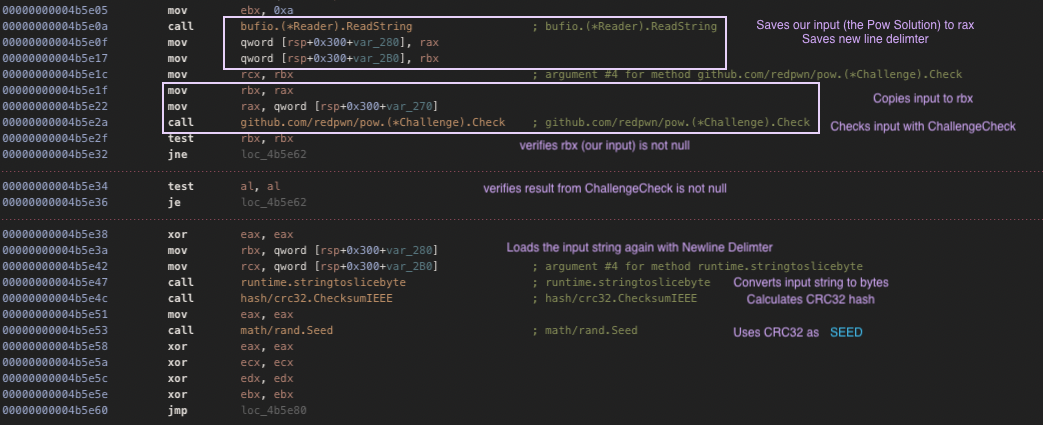 00000000004b5e05 mov ebx, 0xa
00000000004b5e0a call bufio.(*Reader).ReadString ; bufio.(*Reader).ReadString Saves our input (the Pow Solution) to rax
00000000004b5e0f mov qword [rsp+0x300+var_280], rax Saves new line delimter
00000000004b5e17 mov qword [rsp+0x300+var_2B0], rbx
00000000004b5e1c mov rcx, rbx ; argument #4 for method github.com/redpwn/pow.(*Challenge).Check
00000000004b5e1f mov rbx, rax Copies input to rbx
00000000004b5e22 mov rax, qword [rsp+0x300+var_270]
00000000004b5e2a call github.com/redpwn/pow.(*Challenge).Check ; github.com/redpwn/pow.(*Challenge).Check Checks input with ChallengeCheck
00000000004b5e2f test rbx, rbx verifies rbx (our input) is not null
00000000004b5e32 jne loc_4b5e62
00000000004b5e34 test al, al verifies result from ChallengeCheck is not null
00000000004b5e36 je loc_4b5e62
00000000004b5e38 xor eax, eax
00000000004b5e3a mov rbx, qword [rsp+0x300+var_280] Loads the input string again with Newline Delimter
00000000004b5e42 mov rcx, qword [rsp+0x300+var_2B0] ; argument #4 for method runtime.stringtoslicebyte
00000000004b5e47 call runtime.stringtoslicebyte ; runtime.stringtoslicebyte Converts input string to bytes
00000000004b5e4c call hash/crc32.ChecksumIEEE ; hash/crc32.ChecksumIEEE Calculates CRC32 hash
00000000004b5e51 mov eax, eax
00000000004b5e53 call math/rand.Seed ; math/rand.Seed Uses CRC32 as SEED
00000000004b5e58 xor eax, eax
00000000004b5e5a xor ecx, ecx
00000000004b5e5c xor edx, edx
00000000004b5e5e xor ebx, ebx
00000000004b5e60 jmp loc_4b5e80